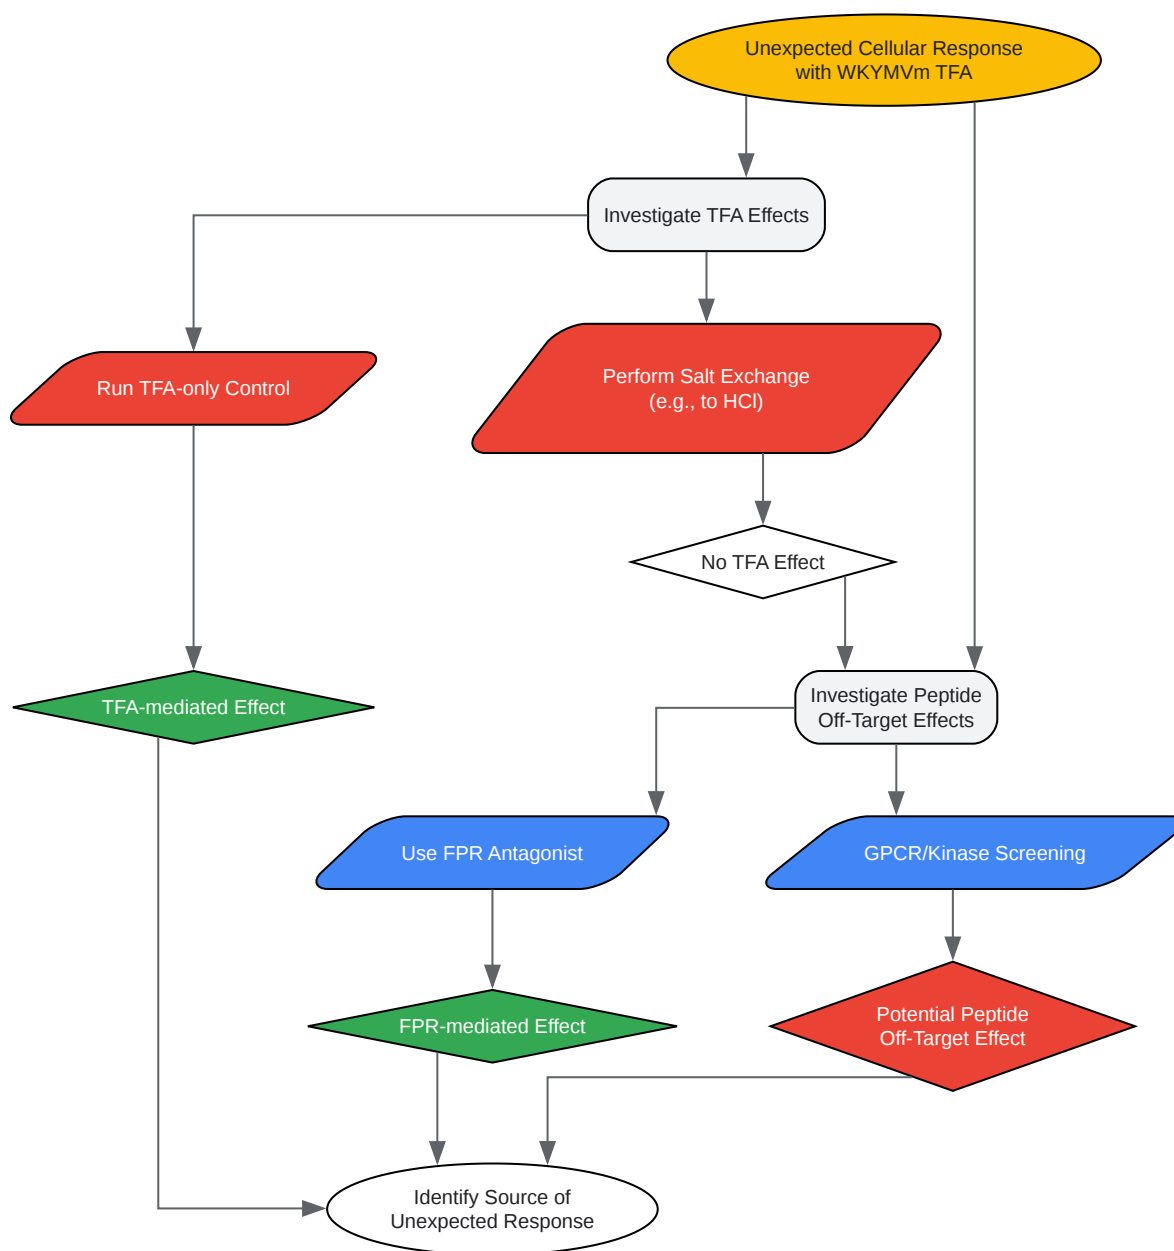 Unexpected Cellular Response
with WKYMVm TFA
Investigate TFA Effects
Run TFA-only Control
Perform Salt Exchange
(e.g., to HCl)
No TFA Effect
TFA-mediated Effect
Investigate Peptide
Off-Target Effects
Use FPR Antagonist
GPCR/Kinase Screening
FPR-mediated Effect
Potential Peptide
Off-Target Effect
Identify Source of
Unexpected Response